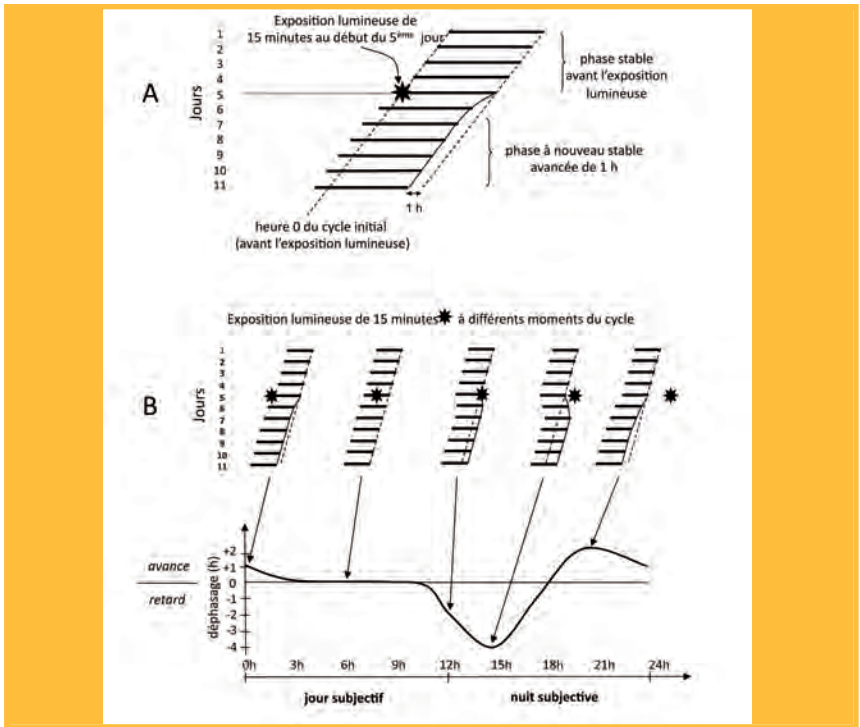 Exposition lumineuse de
15 minutes au début du 5ème jour
A
Jours
1
2
3
4
5
6
7
8
9
10
11
phase stable
avant l'exposition
lumineuse
phase à nouveau stable
avancée de 1 h
1 h
heure 0 du cycle initial
(avant l'exposition lumineuse)
Exposition lumineuse de 15 minutes à différents moments du cycle
B
Jours
1
2
3
4
5
6
7
8
9
10
11
avance
retard
déphasage (h)
+2
+1
0
-1
-2
-3
-4
0h 3h 6h 9h 12h 15h 18h 21h 24h
jour subjectif nuit subjective